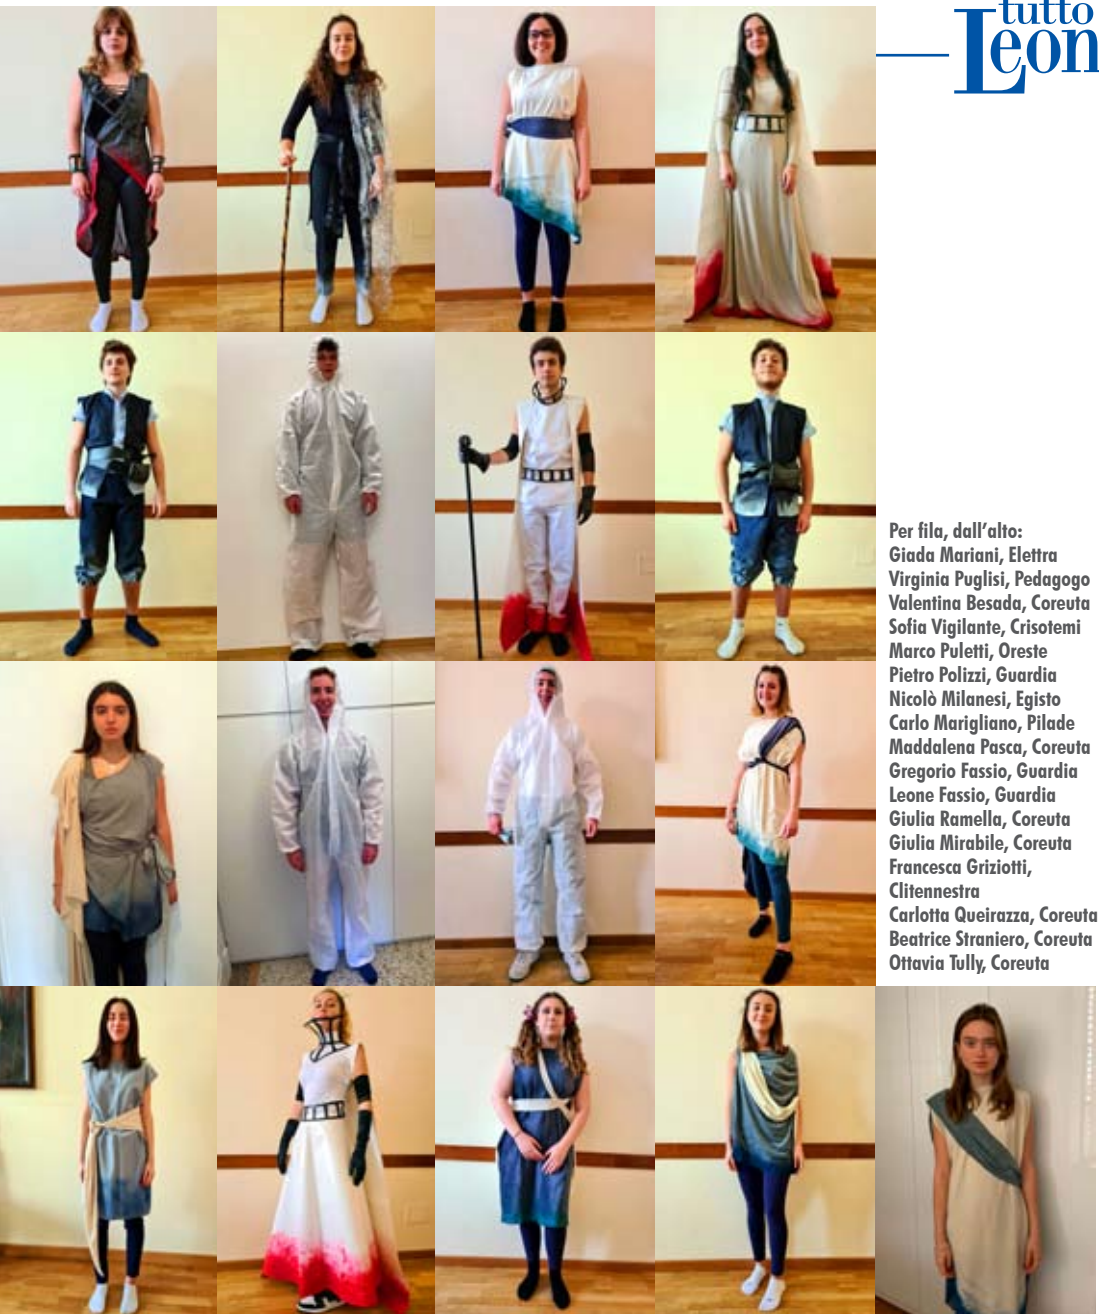 tutto
Leon
Per fila, dall’alto:
Giada Mariani, Elettra
Virginia Puglisi, Pedagogo
Valentina Besada, Coreuta
Sofia Vigilante, Crisotemi
Marco Puletti, Oreste
Pietro Polizzi, Guardia
Nicolò Milanesi, Egisto
Carlo Marigliano, Pilade
Maddalena Pasca, Coreuta
Gregorio Fassio, Guardia
Leone Fassio, Guardia
Giulia Ramella, Coreuta
Giulia Mirabile, Coreuta
Francesca Griziotti,
Clitennestra
Carlotta Queirazza, Coreuta
Beatrice Straniero, Coreuta
Ottavia Tully, Coreuta